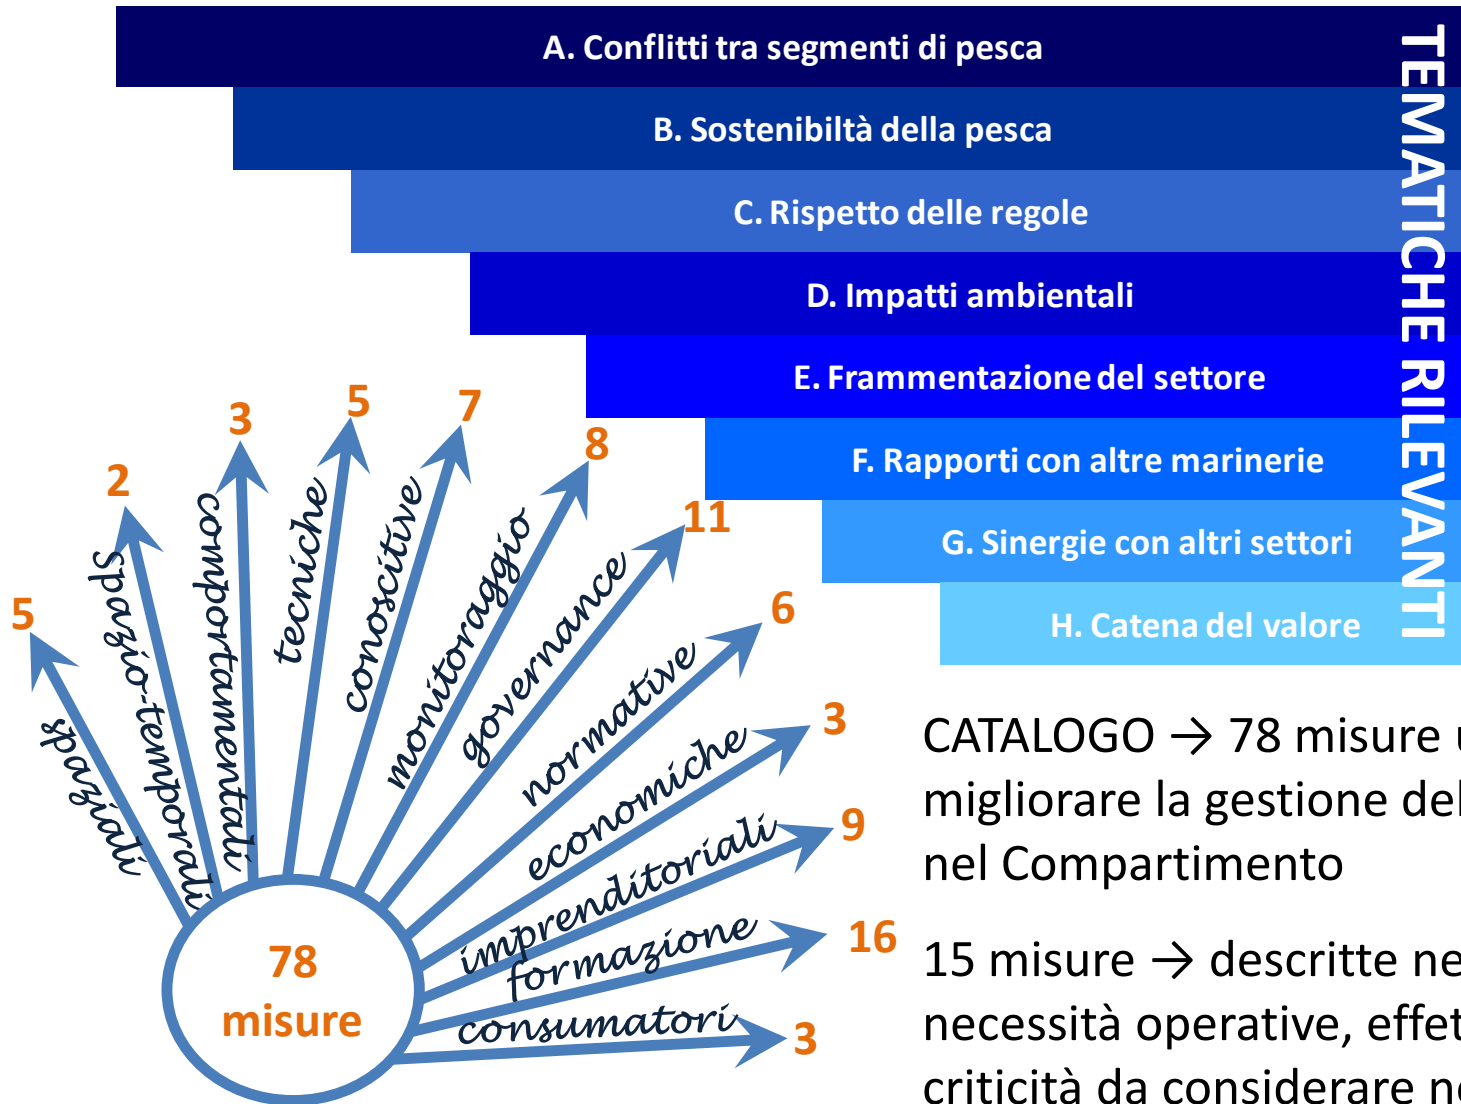 A. Conflitti tra segmenti di pesca
B. Sostenibiltà della pesca
C. Rispetto delle regole
D. Impatti ambientali
E. Frammentazione del settore
F. Rapporti con altre marinerie
G. Sinergie con altri settori
H. Catena del valore
TEMATICHE RILEVANTI
5
spaziali
2
Spazio-temporali
3
comportamentali
5
tecniche
7
conoscitive
8
monitoraggio
11
governance
6
normative
3
economiche
9
imprenditoriali
16
formazione
3
consumatori
78
misure
CATALOGO → 78 misure
migliorare la gestione
nel Compartimento
15 misure → descritte
necessità operative,
criticità da considerare